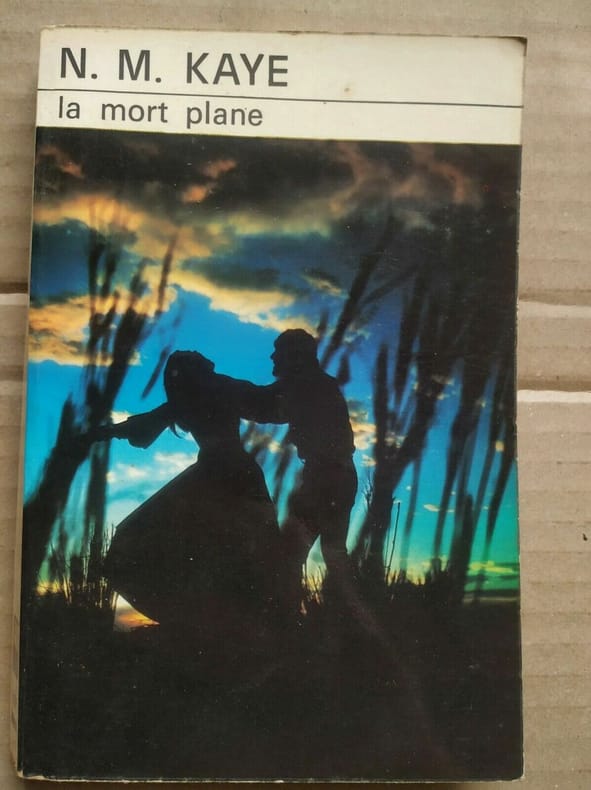 N. M. KAYE
la mort plane